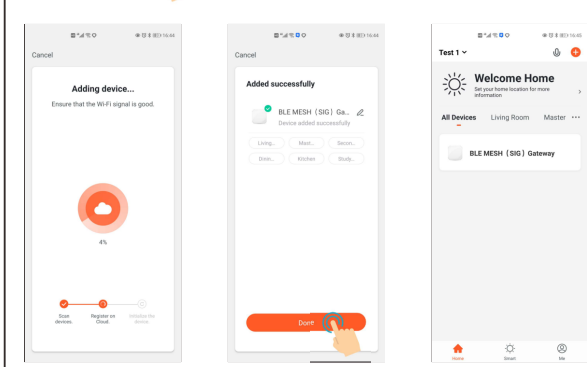 16:44
Cancel
Adding device...
Ensure that the Wi-Fi signal is good.
4%
Scan
devices.
Register on
Cloud.
Initialize the
device.
16:44
Cancel
Added successfully
BLE MESH（SIG）Ga...
Device added successfully
Living...
Mast...
Secon...
Dinin...
Kitchen
Study...
Done
16:45
Test 1
Welcome Home
Set your home location for more
information
All Devices Living Room Master ···
BLE MESH（SIG）Gateway
Home Smart Me